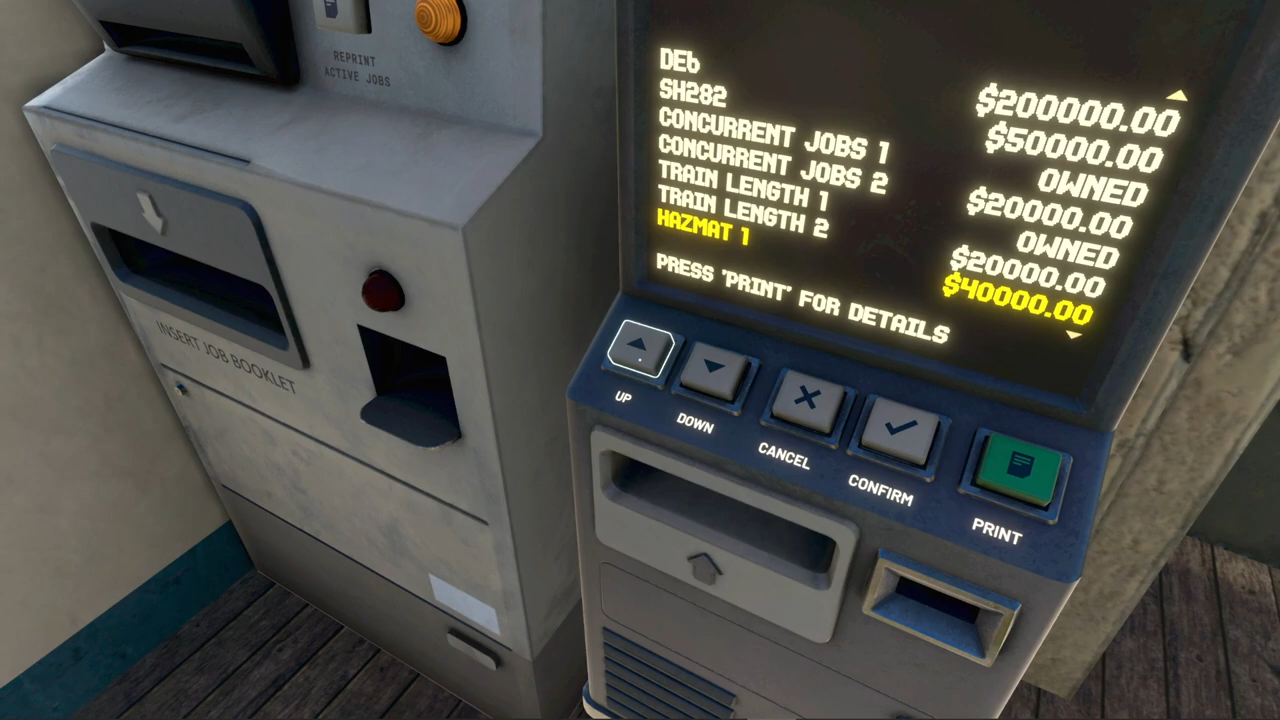 REPRINT
ACTIVE JOBS
INSERT JOB BOOKLET
DE6 $200000.00
SH282 $50000.00
CONCURRENT JOBS 1 OWNED
CONCURRENT JOBS 2 $20000.00
TRAIN LENGTH 1 OWNED
TRAIN LENGTH 2 $20000.00
HAZMAT 1 $40000.00
PRESS 'PRINT' FOR DETAILS
UP
DOWN
CANCEL
CONFIRM
PRINT